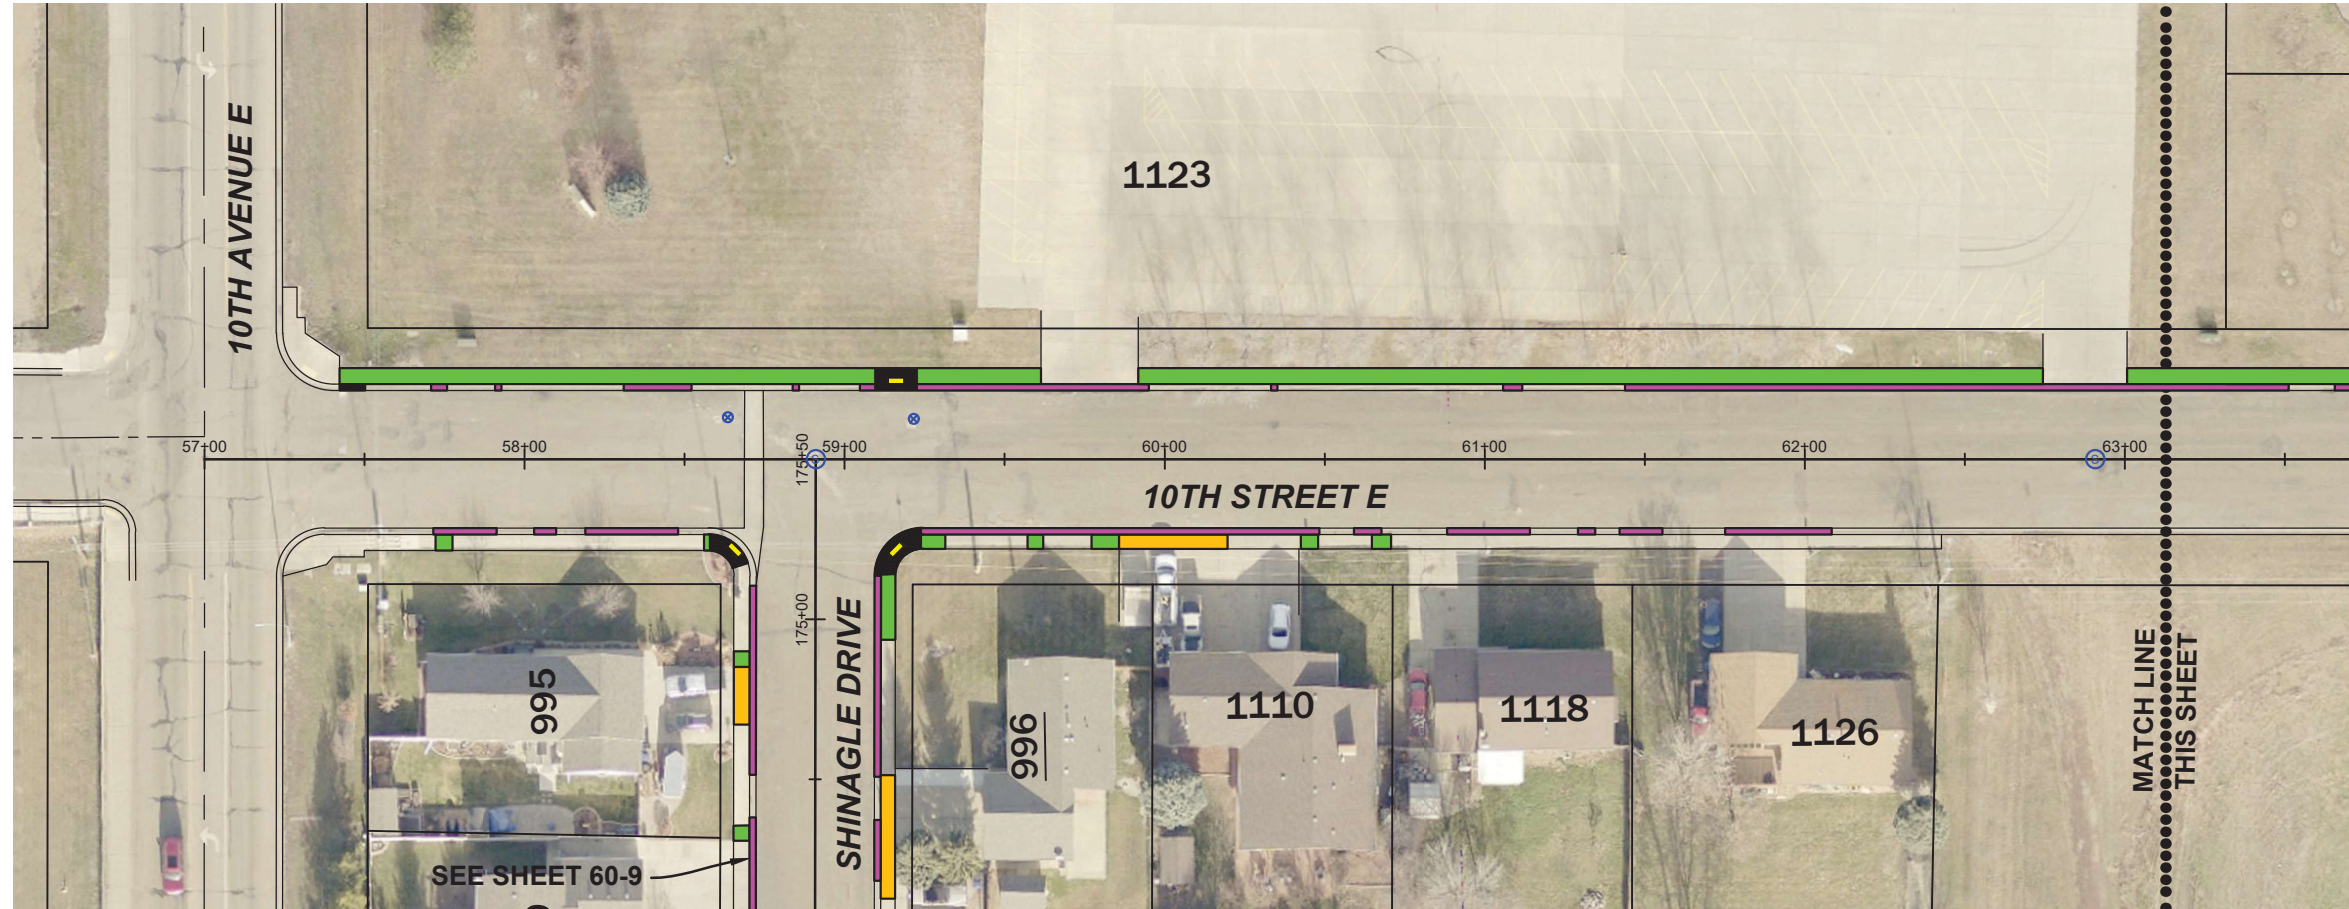 10TH AVENUE E
1123
57+00
58+00
59+00
60+00
61+00
62+00
63+00
175+50
10TH STREET E
175+00
SHINAGLE DRIVE
995
996
1110
1118
1126
MATCH LINE
THIS SHEET
SEE SHEET 60-9